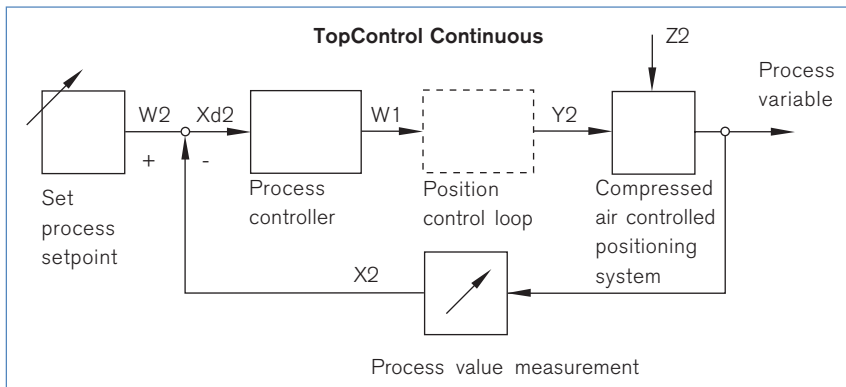 TopControl Continuous
Z2
Process
variable
W2
Xd2
W1
Y2
+
-
Set
process
setpoint
Process
controller
Position
control loop
Compressed
air controlled
positioning
system
X2
Process value measurement